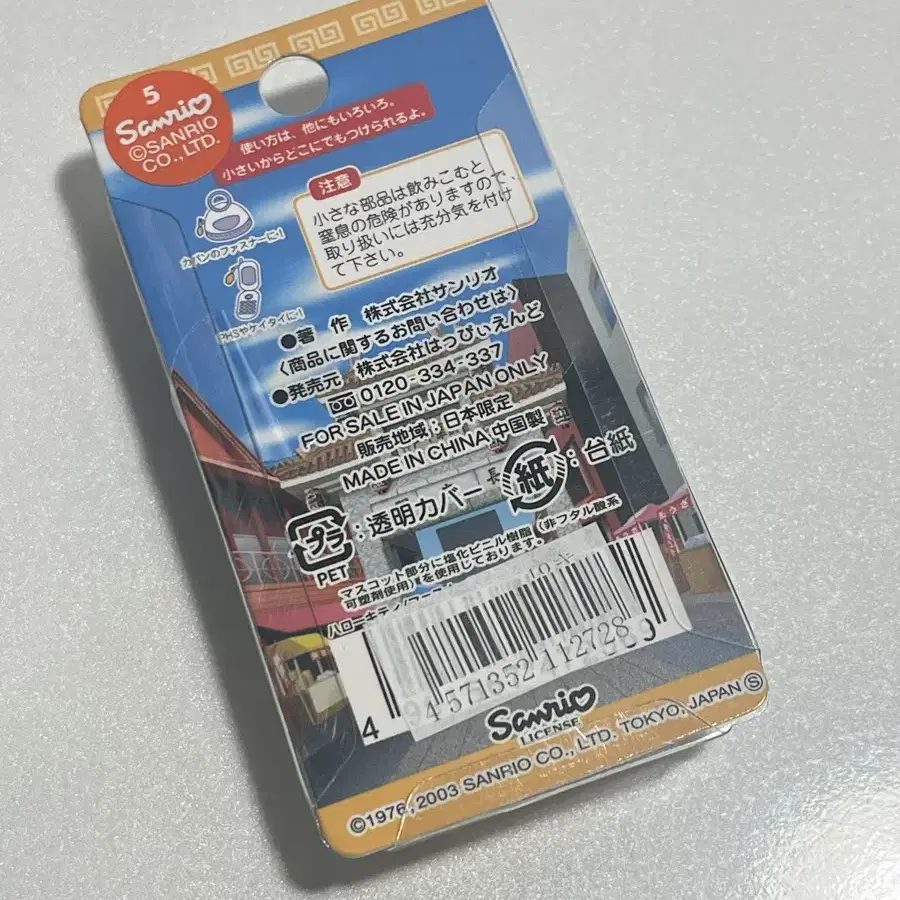 5
Sanrio
©SANRIO
CO.,LTD.
使い方は、他にもいろいろ。
小さいからどこにでもつけられるよ。
注意
小さな部品は飲みこむと
窒息の危険がありますので、
取り扱いには充分気を付け
て下さい。
カバンのファスナーに!
PHSやケイタイに!
●著 作 株式会社サンリオ
〈商品に関するお問い合わせは〉
●発売元 株式会社はっぴぃえんど
0120-334-337
FOR SALE IN JAPAN ONLY
販売地域:日本限定
MADE IN CHINA 中国製
プラ :透明カバー
PET
紙 :台紙
マスコット部分に塩化ビニル樹脂(非フタル酸系
可塑剤使用)を使用しております。
ハローキティ
4 571352 112728
Sanrio
LICENSE
©1976, 2003 SANRIO CO., LTD. TOKYO, JAPAN Ⓢ